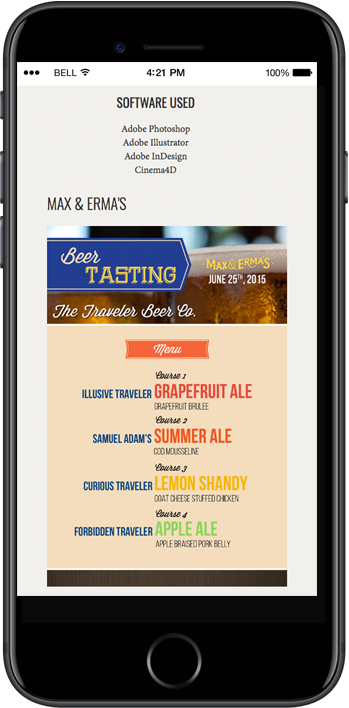 BELL 4:21 PM 100%
SOFTWARE USED
Adobe Photoshop
Adobe Illustrator
Adobe InDesign
Cinema4D
MAX & ERMA'S
Beer
TASTING
MAX & ERMA'S
JUNE 25TH, 2015
The Traveler Beer Co.
Menu
Course 1
ILLUSIVE TRAVELER GRAPEFRUIT ALE
GRAPEFRUIT BRULEE
Course 2
SAMUEL ADAM'S SUMMER ALE
COD MOUSSELINE
Course 3
CURIOUS TRAVELER LEMON SHANDY
GOAT CHEESE STUFFED CHICKEN
Course 4
FORBIDDEN TRAVELER APPLE ALE
APPLE BRAISED PORK BELLY